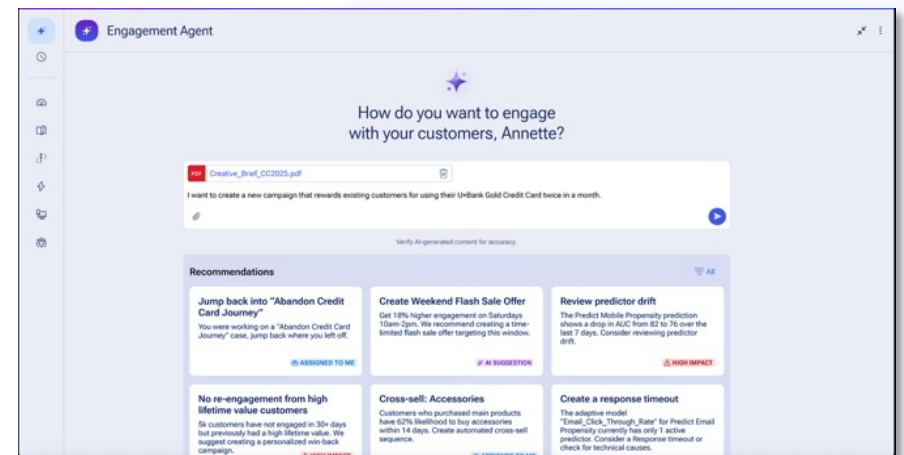 Engagement Agent
How do you want to engage
with your customers, Annette?
PDF Creative_Brief_CC2025.pdf
I want to create a new campaign that rewards existing customers for using their U+Bank Gold Credit Card twice in a month.
Verify AI-generated content for accuracy.
Recommendations
All
Jump back into "Abandon Credit
Card Journey"
You were working on a "Abandon Credit Card
Journey" case, jump back where you left off.
ASSIGNED TO ME
Create Weekend Flash Sale Offer
Get 18% higher engagement on Saturdays
10am-2pm. We recommend creating a time-
limited flash sale offer targeting this window.
AI SUGGESTION
Review predictor drift
The Predict Mobile Propensity prediction
shows a drop in AUC from 82 to 76 over the
last 7 days. Consider reviewing predictor
drift.
HIGH IMPACT
No re-engagement from high
lifetime value customers
5k customers have not engaged in 30+ days
but previously had a high lifetime value. We
suggest creating a personalized win-back
campaign.
HIGH IMPACT
Cross-sell: Accessories
Customers who purchased main products
have 62% likelihood to buy accessories
within 14 days. Create automated cross-sell
sequence.
ASSIGNED TO ME
Create a response timeout
The adaptive model
"Email_Click_Through_Rate" for Predict Email
Propensity currently has only 1 active
predictor. Consider a Response timeout or
check for technical causes.